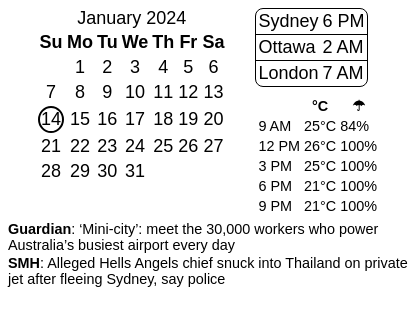 January 2024
Su Mo Tu We Th Fr Sa
1 2 3 4 5 6
7 8 9 10 11 12 13
14 15 16 17 18 19 20
21 22 23 24 25 26 27
28 29 30 31
Sydney 6 PM
Ottawa 2 AM
London 7 AM
°C ☂
9 AM 25°C 84%
12 PM 26°C 100%
3 PM 25°C 100%
6 PM 21°C 100%
9 PM 21°C 100%
Guardian: ‘Mini-city’: meet the 30,000 workers who power
Australia’s busiest airport every day
SMH: Alleged Hells Angels chief snuck into Thailand on private
jet after fleeing Sydney, say police